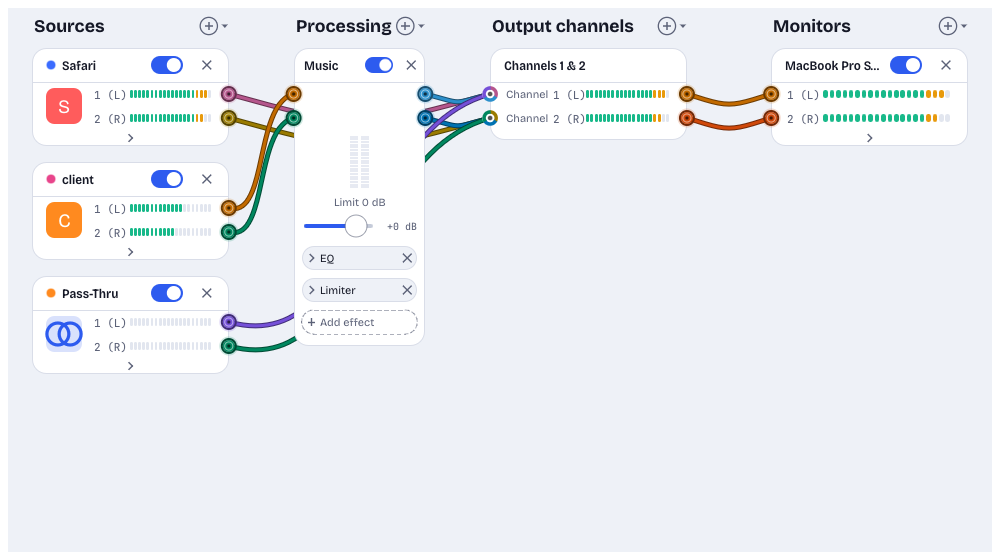 Sources
Processing
Output channels
Monitors
Safari
S
1 (L)
2 (R)
client
C
1 (L)
2 (R)
Pass-Thru
1 (L)
2 (R)
Music
Limit 0 dB
+0 dB
EQ
Limiter
+ Add effect
Channels 1 & 2
Channel 1 (L)
Channel 2 (R)
MacBook Pro S...
1 (L)
2 (R)